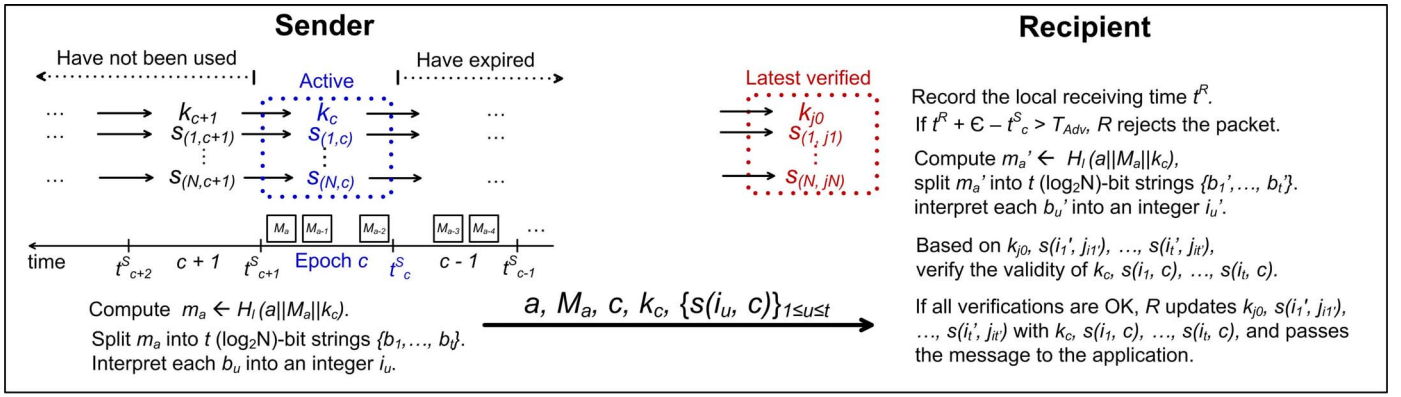 Sender
Have not been used
Have expired
Active
... k_{c+1} k_c ...
... s_{(1,c+1)} s_{(1,c)}
⋮ ⋮
... s_{(N,c+1)} s_{(N,c)} ...
M_a M_{a-1} M_{a-2} M_{a-3} M_{a-4} ...
time t^S_{c+2} c + 1 t^S_{c+1} Epoch c t^S_c c - 1 t^S_{c-1}
Compute m_a ← H_l (a||M_a||k_c).
Split m_a into t (log_2N)-bit strings {b_1,…, b_t}.
Interpret each b_u into an integer i_u.
a, M_a, c, k_c, {s(i_u, c)}_{1≤u≤t}
Recipient
Latest verified
k_{j0}
s_{(1, j1)}
⋮
s_{(N, jN)}
Record the local receiving time t^R.
If t^R + Є – t^S_c > T_{Adv}, R rejects the packet.
Compute m_a' ← H_l (a||M_a||k_c),
split m_a' into t (log_2N)-bit strings {b_1',…, b_t'}.
interpret each b_u' into an integer i_u'.
Based on k_{j0}, s(i_1', j_{i1'}), …, s(i_t', j_{it'}),
verify the validity of k_c, s(i_1, c), …, s(i_t, c).
If all verifications are OK, R updates k_{j0}, s(i_1', j_{i1'}),
…, s(i_t', j_{it'}) with k_c, s(i_1, c), …, s(i_t, c), and passes
the message to the application.